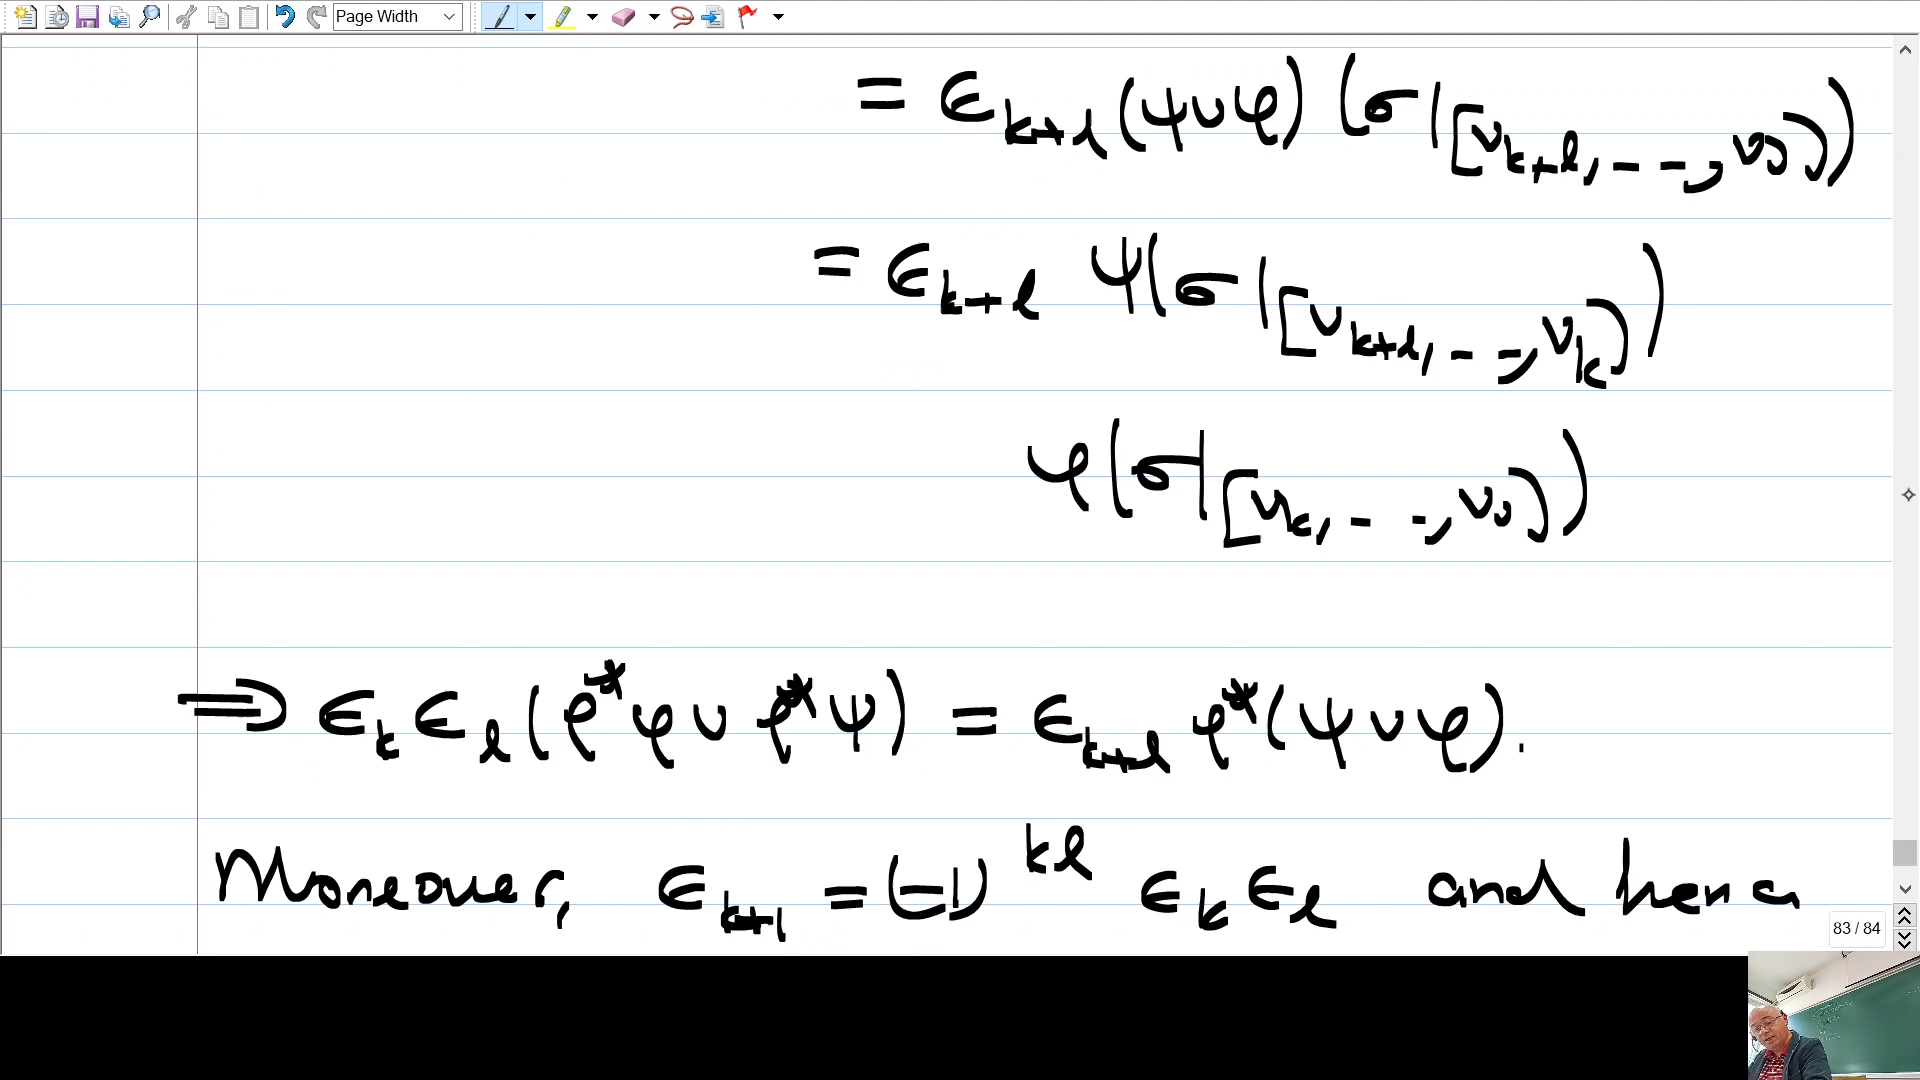 Page Width
= ϵ_{k+l} (ψ ∪ φ) (σ|[v_{k+l}, - -, v_0])
= ϵ_{k+l} ψ(σ|[v_{k+l}, - -, v_k])
φ(σ|[v_k, - -, v_0])
⟹ ϵ_k ϵ_l (ρ*φ ∪ ρ*ψ) = ϵ_{k+l} ρ*(ψ ∪ φ).
Moreover, ϵ_{k+l} = (-1)^{kl} ϵ_k ϵ_l and hence
83 / 84